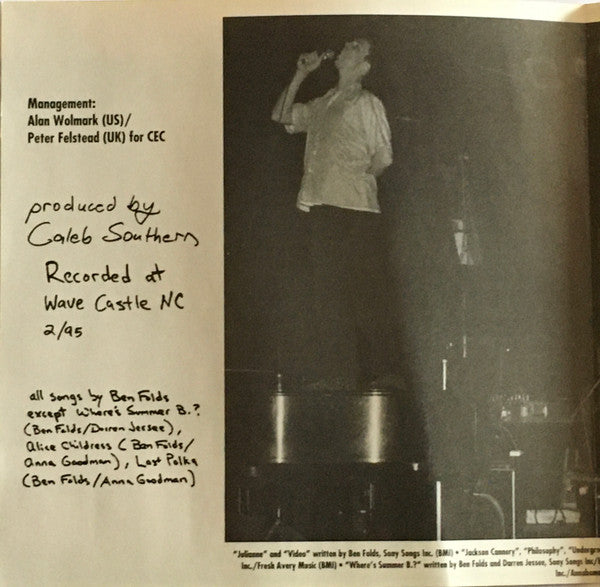 Management:
Alan Wolmark (US)/
Peter Felstead (UK) for CEC
produced by
Caleb Southern
Recorded at
Wave Castle NC
2/95
all songs by Ben Folds
except Where's Summer B.?
(Ben Folds/Darren Jessee),
Alice Childress (Ben Folds/
Anna Goodman), Last Polka
(Ben Folds/Anna Goodman)
"Julianne" and "Video" written by Ben Folds, Sony Songs Inc. (BMI) • "Jackson Cannery", "Philosophy", "Undergro
Inc./Fresh Avery Music (BMI) • "Where's Summer B.?" written by Ben Folds and Darren Jessee, Sony Songs Inc/
Inc./Annabama